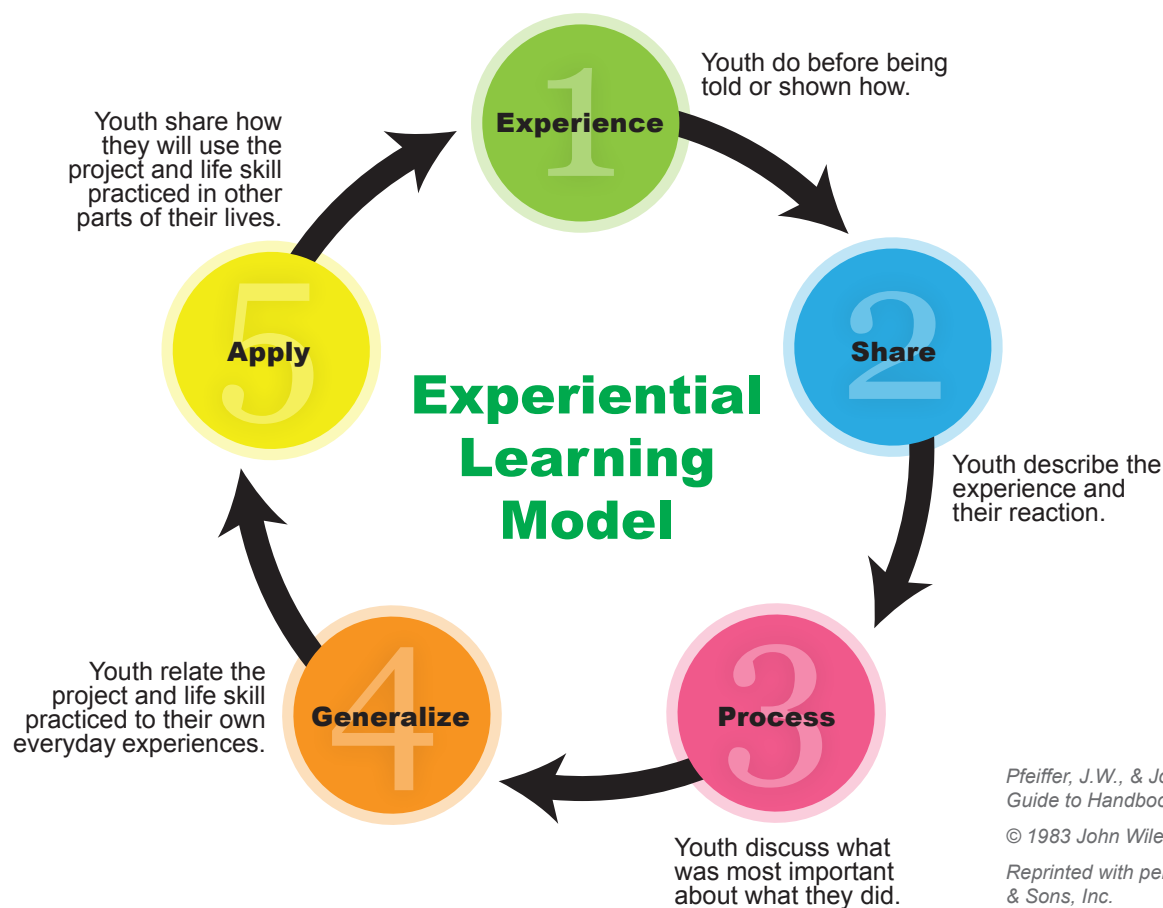 1
Experience
Youth do before being
told or shown how.
2
Share
Youth describe the
experience and
their reaction.
3
Process
Youth discuss what
was most important
about what they did.
4
Generalize
Youth relate the
project and life skill
practiced to their own
everyday experiences.
5
Apply
Youth share how
they will use the
project and life skill
practiced in other
parts of their lives.
Experiential
Learning
Model
Pfeiffer, J.W., &
Guide to
© 1983 John
Reprinted with
& Sons, Inc.